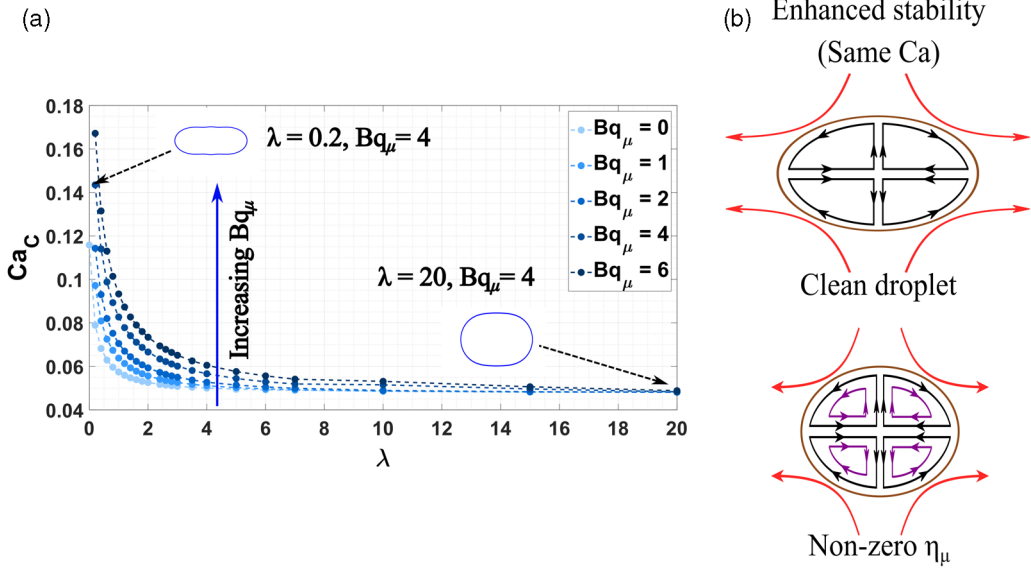 (a)
0.18
0.16
0.14
0.12
0.1
0.08
0.06
0.04
Ca_C
0 2 4 6 8 10 12 14 16 18 20
λ
λ = 0.2, Bq_μ = 4
Increasing Bq_μ
λ = 20, Bq_μ = 4
Bq_μ = 0
Bq_μ = 1
Bq_μ = 2
Bq_μ = 4
Bq_μ = 6
(b)
Enhanced stability
(Same Ca)
Clean droplet
Non-zero η_μ